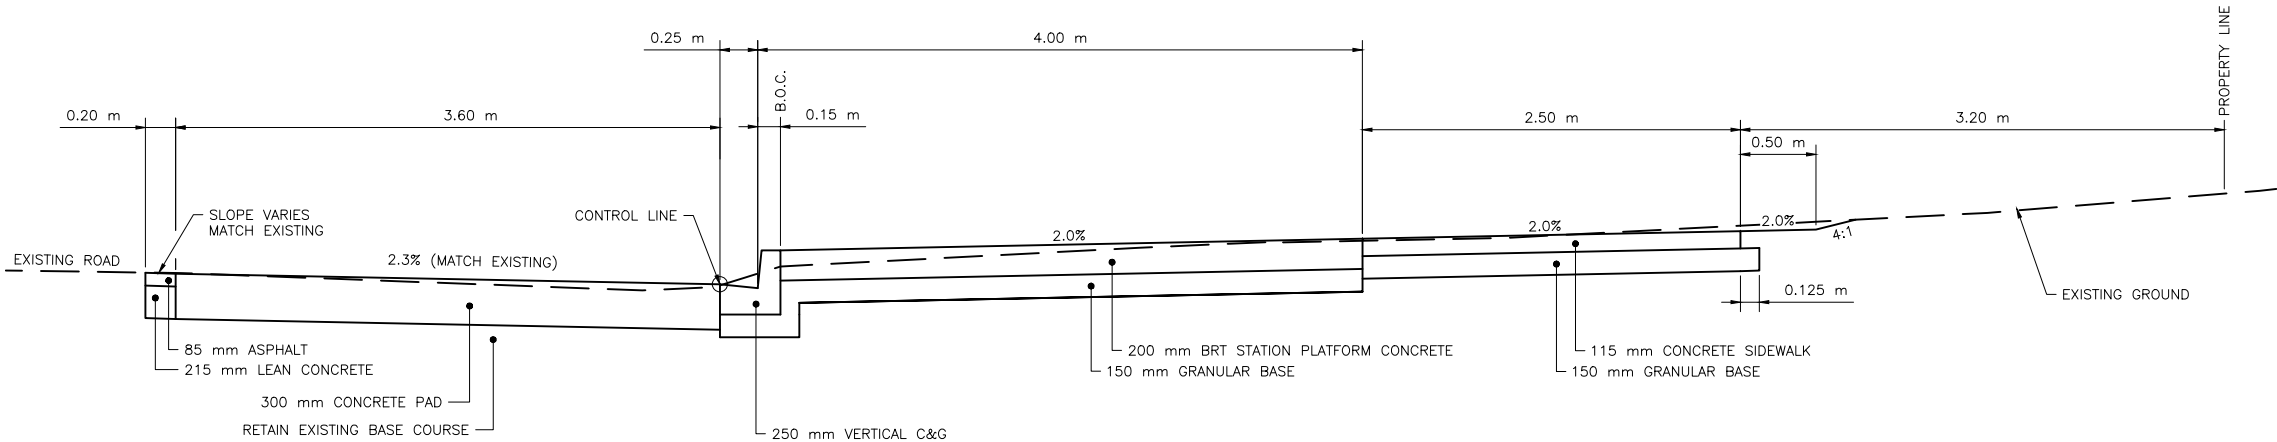 PROPERTY LINE
0.25 m
4.00 m
B.O.C.
0.20 m
3.60 m
0.15 m
2.50 m
3.20 m
0.50 m
SLOPE VARIES
MATCH EXISTING
CONTROL LINE
2.0%
2.0%
2.0%
4:1
EXISTING ROAD
2.3% (MATCH EXISTING)
0.125 m
EXISTING GROUND
85 mm ASPHALT
215 mm LEAN CONCRETE
200 mm BRT STATION PLATFORM CONCRETE
150 mm GRANULAR BASE
115 mm CONCRETE SIDEWALK
150 mm GRANULAR BASE
300 mm CONCRETE PAD
RETAIN EXISTING BASE COURSE
250 mm VERTICAL C&G